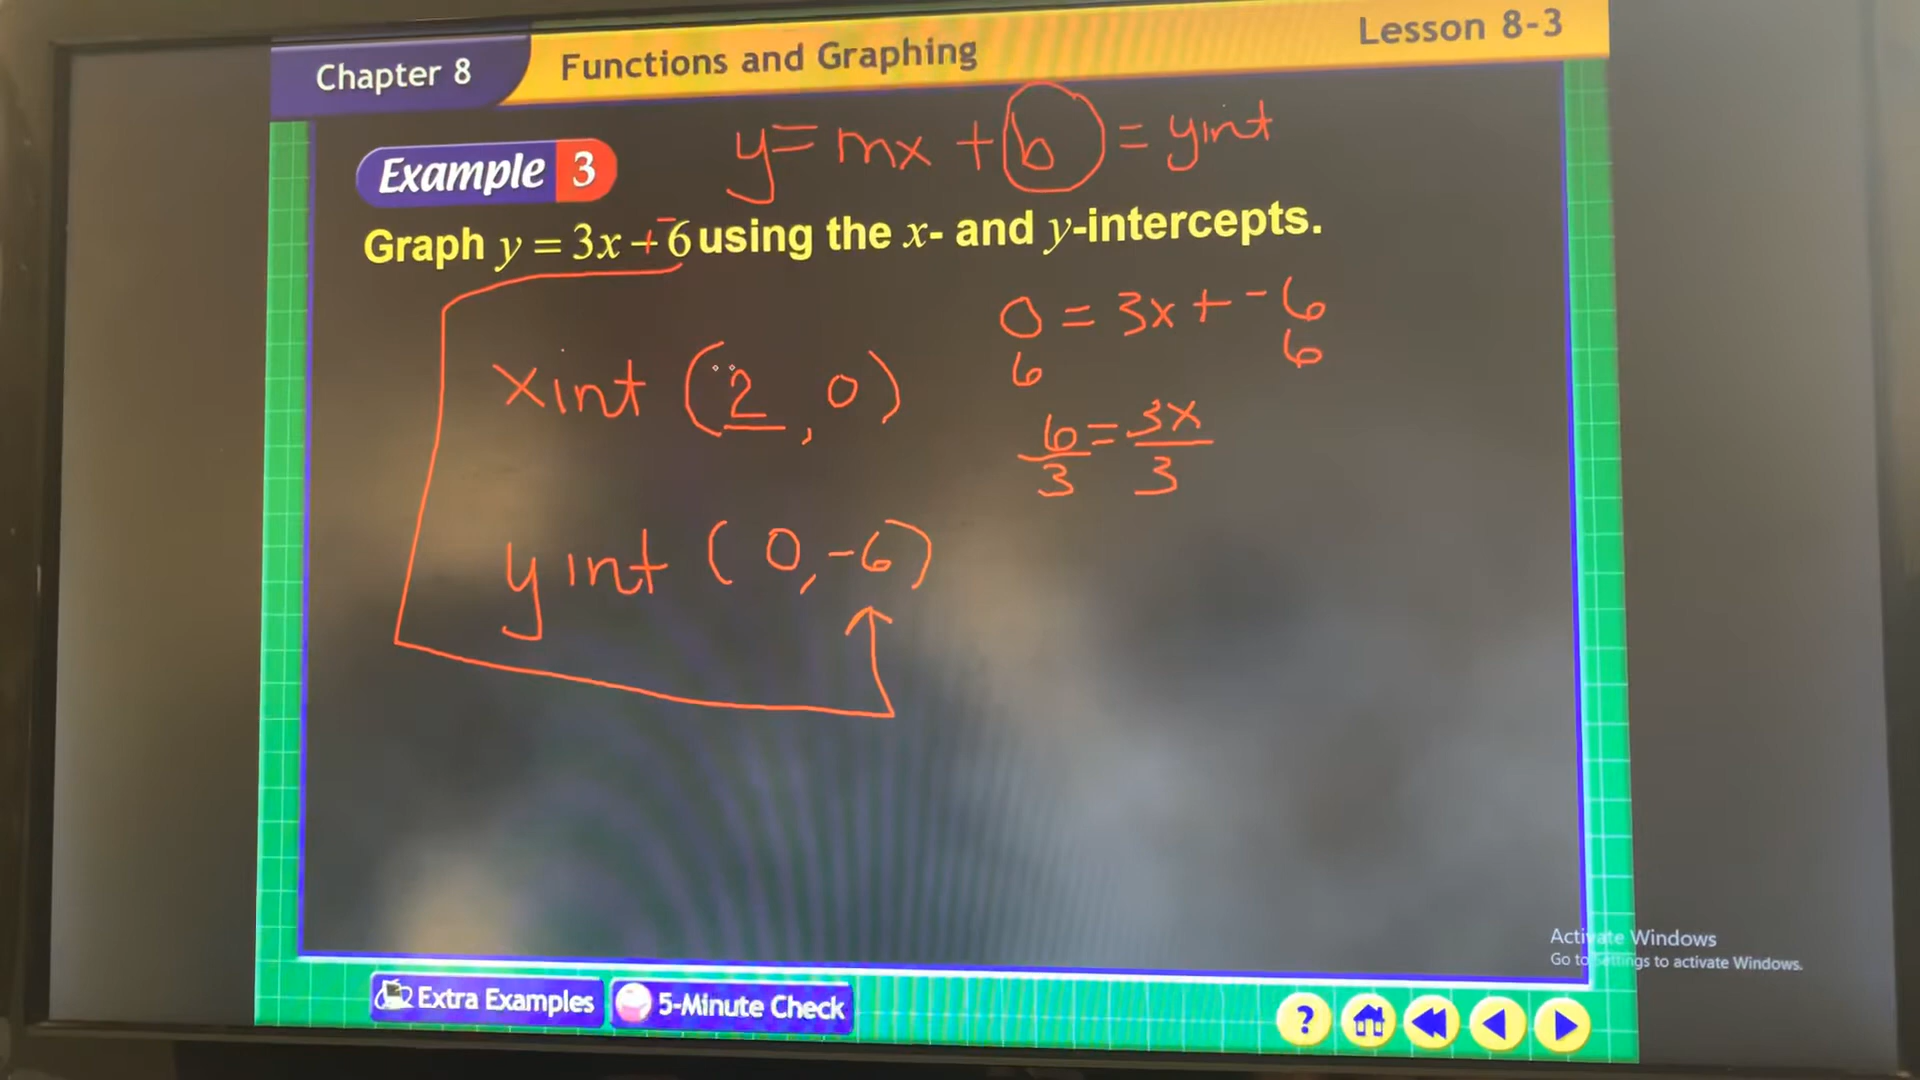 Chapter 8
Functions and Graphing
Lesson 8-3
y = mx + b = yint
Example 3
Graph y = 3x + -6 using the x- and y-intercepts.
0 = 3x + -6
6 6
xint (2, 0)
6 = 3x
3 3
yint (0, -6)
Activate Windows
Go to Settings to activate Windows.
Extra Examples
5-Minute Check
?